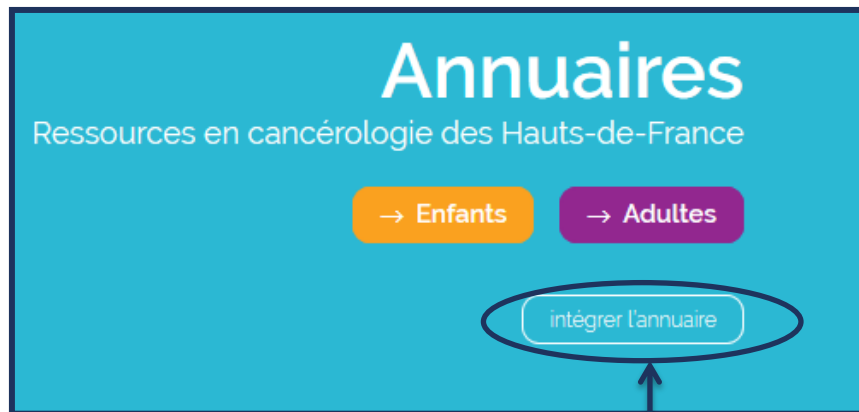 Annuaires
Ressources en cancérologie des Hauts-de-France
→ Enfants → Adultes
intégrer l'annuaire